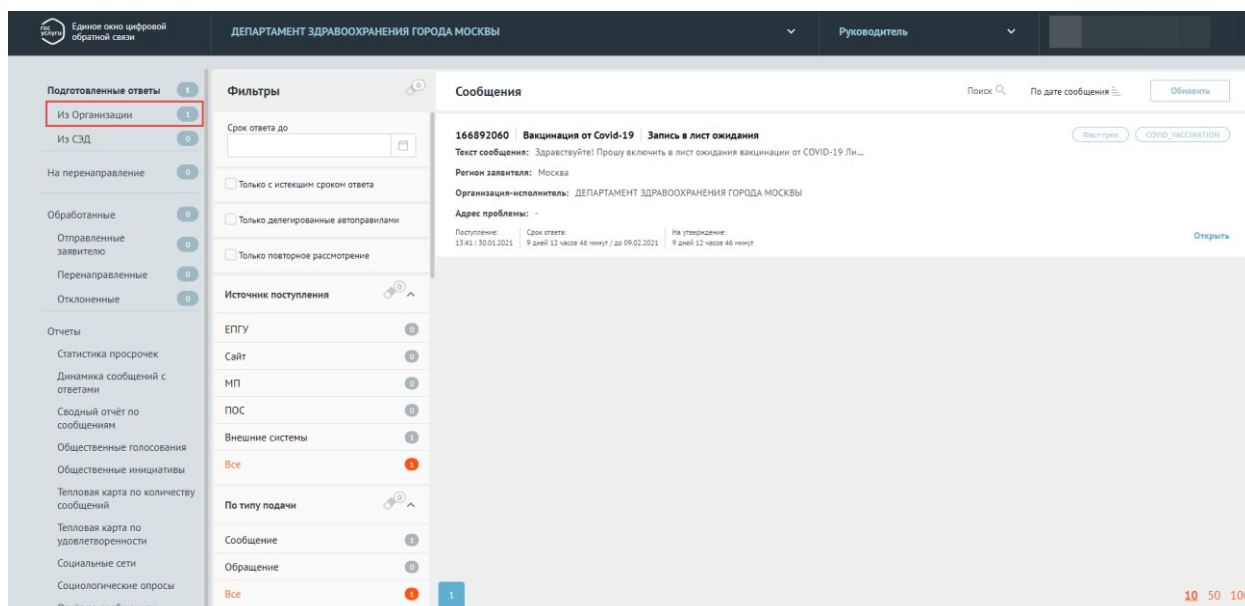 гос услуги
Единое окно цифровой
обратной связи
ДЕПАРТАМЕНТ ЗДРАВООХРАНЕНИЯ ГОРОДА МОСКВЫ
Руководитель
Подготовленные ответы 1
Из Организации 1
Из СЭД 0
На перенаправление 0
Обработанные 0
Отправленные
заявителю 0
Перенаправленные 0
Отклоненные 0
Отчеты
Статистика просрочек
Динамика сообщений с
ответами
Сводный отчёт по
сообщениям
Общественные голосования
Общественные инициативы
Тепловая карта по количеству
сообщений
Тепловая карта по
удовлетворенности
Социальные сети
Социологические опросы
Фильтры 0
Срок ответа до
Только с истекшим сроком ответа
Только делегированные автоправилами
Только повторное рассмотрение
Источник поступления 0
ЕПГУ 0
Сайт 0
МП 0
ПОС 0
Внешние системы 1
Все 1
По типу подачи 0
Сообщение 1
Обращение 0
Все 1
Сообщения
Поиск
По дате сообщения
Обновить
166892060 Вакцинация от Covid-19 Запись в лист ожидания
Фаст-трек COVID_VACCINATION
Текст сообщения: Здравствуйте! Прошу включить в лист ожидания вакцинации от COVID-19 Ли...
Регион заявителя: Москва
Организация-исполнитель: ДЕПАРТАМЕНТ ЗДРАВООХРАНЕНИЯ ГОРОДА МОСКВЫ
Адрес проблемы: -
Поступление: Срок ответа: На утверждение:
13:41 | 30.01.2021 9 дней 12 часов 46 минут / до 09.02.2021 9 дней 12 часов 46 минут
Открыть
1
10 50 100